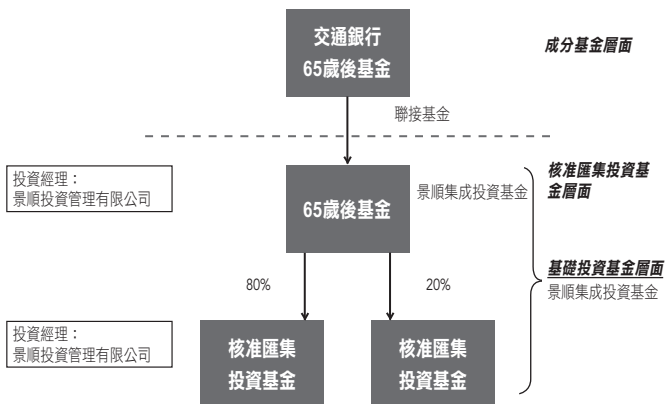 交通銀行
65歲後基金
成分基金層面
聯接基金
投資經理：
景順投資管理有限公司
65歲後基金
景順集成投資基金
核准匯集投資基
金層面
80%
20%
基礎投資基金層面
景順集成投資基金
投資經理：
景順投資管理有限公司
核准匯集
投資基金
核准匯集
投資基金